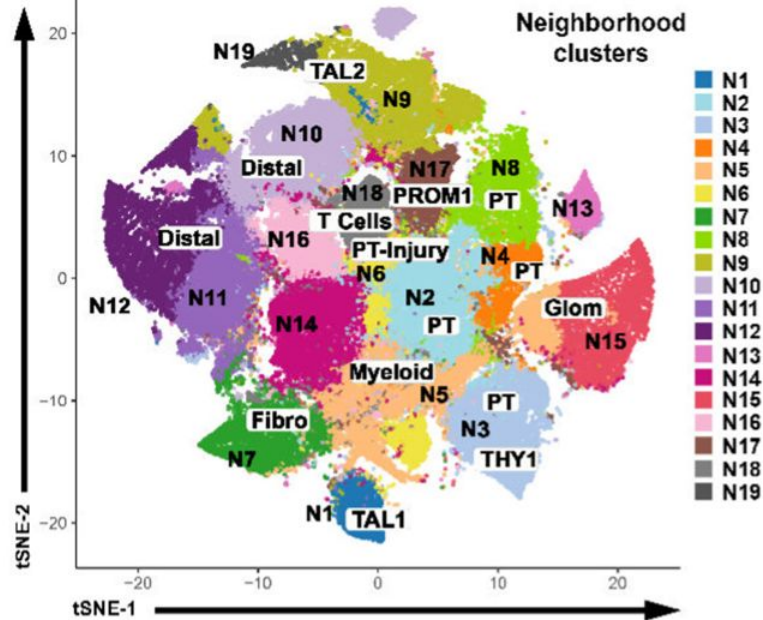 Neighborhood
clusters
20
10
0
−10
−20
tSNE-2
−20
−10
0
10
20
tSNE-1
N19
TAL2
N9
N10
Distal
N17
N8
N18
PROM1
PT
N13
T Cells
Distal
N16
PT-Injury
N4
PT
N6
N12
N11
N2
Glom
N14
PT
N15
Myeloid
N5
PT
Fibro
N3
N7
THY1
N1
TAL1
N1
N2
N3
N4
N5
N6
N7
N8
N9
N10
N11
N12
N13
N14
N15
N16
N17
N18
N19